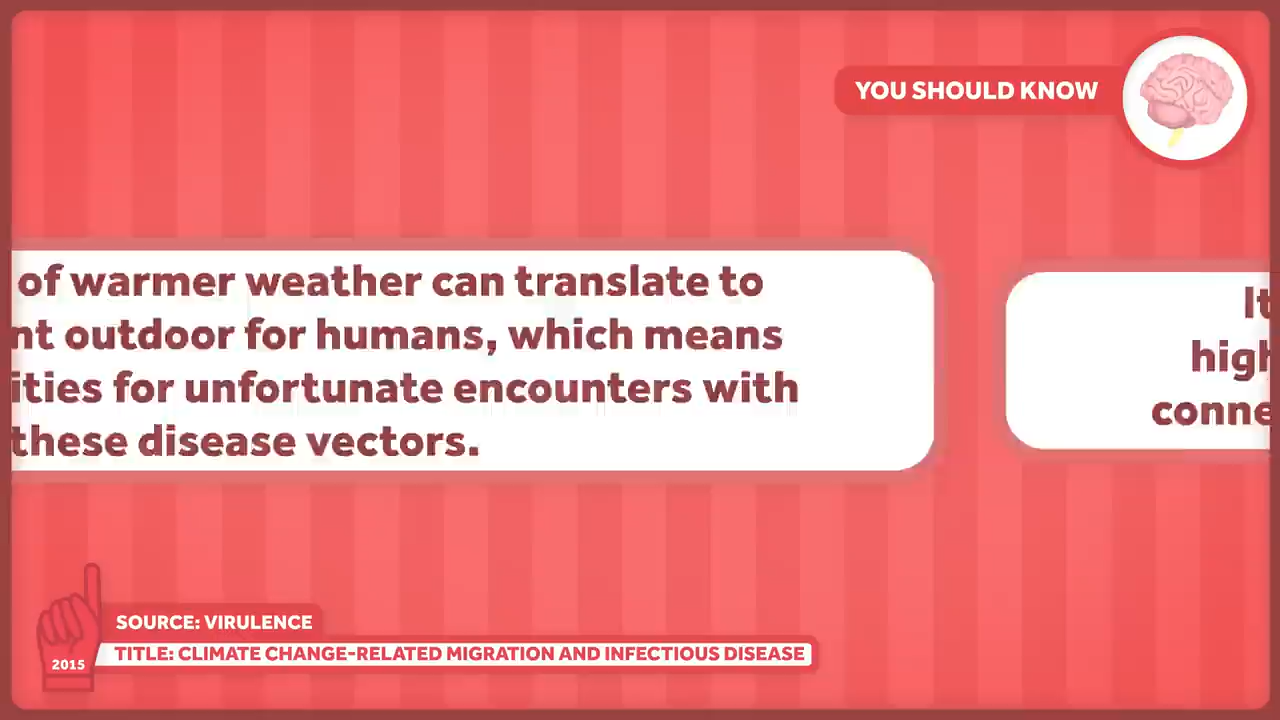 YOU SHOULD KNOW
of warmer weather can translate to
nt outdoor for humans, which means
ities for unfortunate encounters with
these disease vectors.
It
high
conne
SOURCE: VIRULENCE
2015
TITLE: CLIMATE CHANGE-RELATED MIGRATION AND INFECTIOUS DISEASE